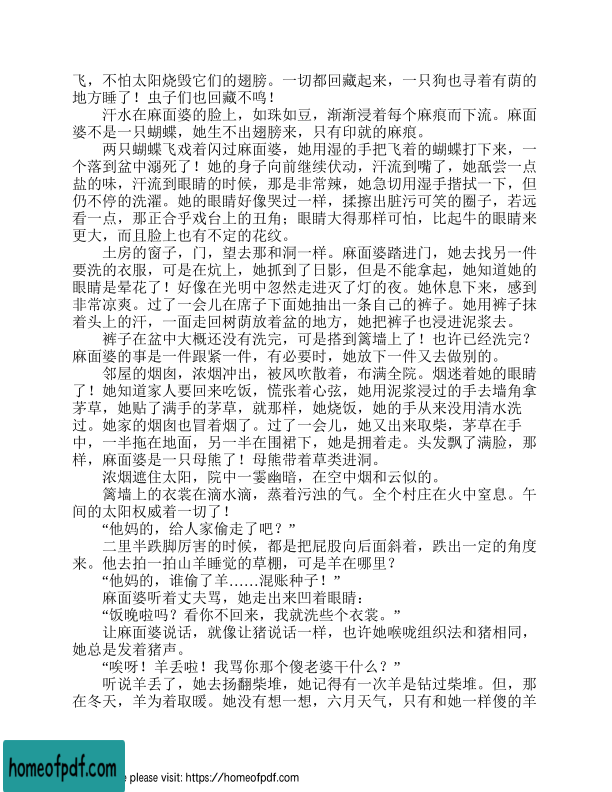 飞，不怕太阳烧毁它们的翅膀。一切都回藏起来，一只狗也寻着有荫的
地方睡了！虫子们也回藏不鸣！
汗水在麻面婆的脸上，如珠如豆，渐渐浸着每个麻痕而下流。麻面
婆不是一只蝴蝶，她生不出翅膀来，只有印就的麻痕。
两只蝴蝶飞戏着闪过麻面婆，她用湿的手把飞着的蝴蝶打下来，一
个落到盆中溺死了！她的身子向前继续伏动，汗流到嘴了，她舐尝一点
盐的味，汗流到眼睛的时候，那是非常辣，她急切用湿手揩拭一下，但
仍不停的洗濯。她的眼睛好像哭过一样，揉擦出脏污可笑的圈子，若远
看一点，那正合乎戏台上的丑角；眼睛大得那样可怕，比起牛的眼睛来
更大，而且脸上也有不定的花纹。
土房的窗子，门，望去那和洞一样。麻面婆踏进门，她去找另一件
要洗的衣服，可是在炕上，她抓到了日影，但是不能拿起，她知道她的
眼睛是晕花了！好像在光明中忽然走进灭了灯的夜。她休息下来，感到
非常凉爽。过了一会儿在席子下面她抽出一条自己的裤子。她用裤子抹
着头上的汗，一面走回树荫放着盆的地方，她把裤子也浸进泥浆去。
裤子在盆中大概还没有洗完，可是搭到篱墙上了！也许已经洗完？
麻面婆的事是一件跟紧一件，有必要时，她放下一件又去做别的。
邻屋的烟囱，浓烟冲出，被风吹散着，布满全院。烟迷着她的眼睛
了！她知道家人要回来吃饭，慌张着心弦，她用泥浆浸过的手去墙角拿
茅草，她贴了满手的茅草，就那样，她烧饭，她的手从来没用清水洗
过。她家的烟囱也冒着烟了。过了一会儿，她又出来取柴，茅草在手
中，一半拖在地面，另一半在围裙下，她是拥着走。头发飘了满脸，那
样，麻面婆是一只母熊了！母熊带着草类进洞。
浓烟遮住太阳，院中一霎幽暗，在空中烟和云似的。
篱墙上的衣裳在滴水滴，蒸着污浊的气。全个村庄在火中窒息。午
间的太阳权威着一切了！
“他妈的，给人家偷走了吧？”
二里半跌脚厉害的时候，都是把屁股向后面斜着，跌出一定的角度
来。他去拍一拍山羊睡觉的草棚，可是羊在哪里？
“他妈的，谁偷了羊……混账种子！”
麻面婆听着丈夫骂，她走出来凹着眼睛：
“饭晚啦吗？看你不回来，我就洗些个衣裳。”
让麻面婆说话，就像让猪说话一样，也许她喉咙组织法和猪相同，
她总是发着猪声。
“唉呀！羊丢啦！我骂你那个傻老婆干什么？”
听说羊丢了，她去扬翻柴堆，她记得有一次羊是钻过柴堆。但，那
在冬天，羊为着取暖。她没有想一想，六月天气，只有和她一样傻的羊
homeofpdf.com
e please visit: https://homeofpdf.com